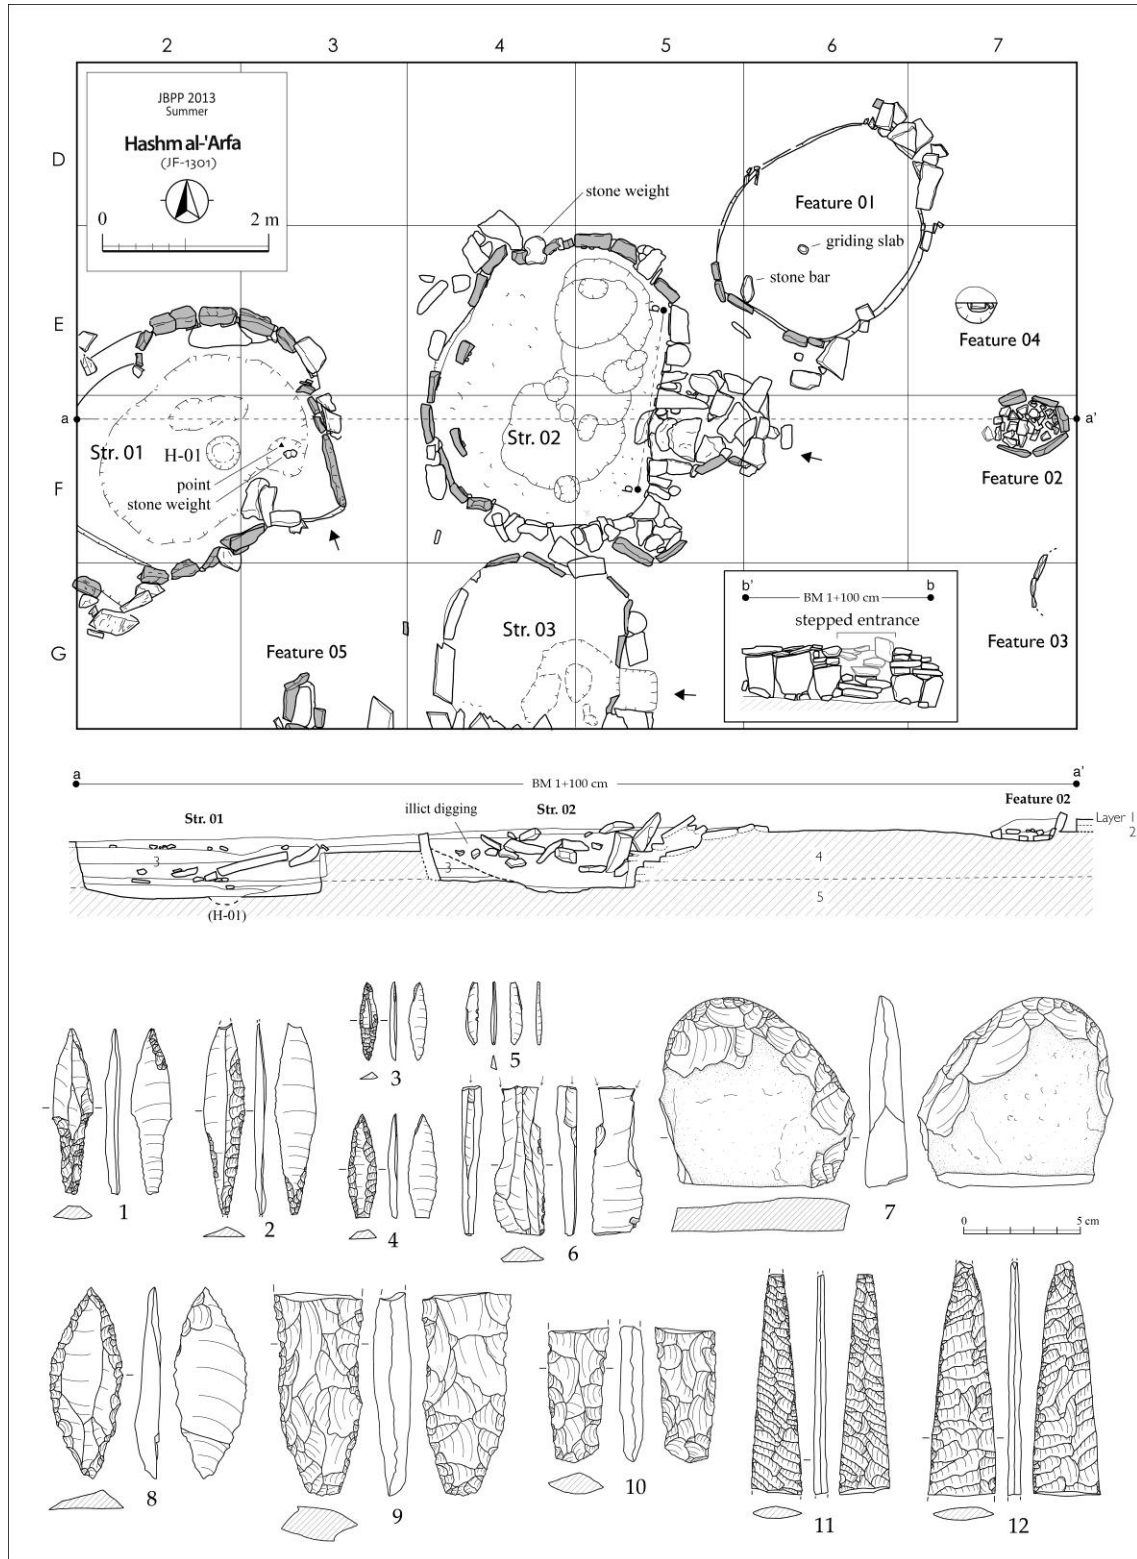 2 3 4 5 6 7
JBPP 2013
Summer
Hashm al-'Arfa
(JF-1301)
0 2 m
D
stone weight
Feature 01
griding slab
stone bar
E
b
Feature 04
a a'
Str. 01
H-01
Str. 02
point
stone weight
Feature 02
F
b'
b' b
BM 1+100 cm
stepped entrance
Str. 03
Feature 03
G
Feature 05
a a'
BM 1+100 cm
illict digging
Str. 01
Str. 02
Feature 02
Layer 1
2
3
3
4
5
(H-01)
3
5
1
2
4
6
7
0 5 cm
8
9
10
11
12